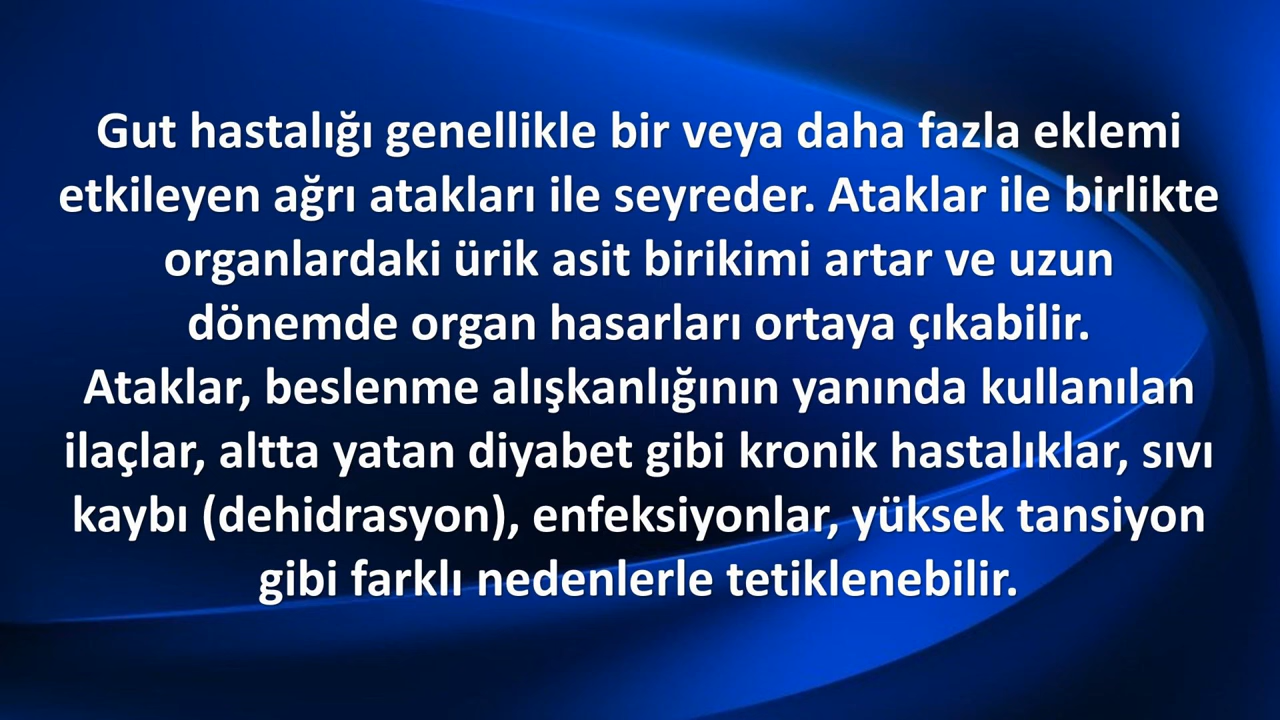 Gut hastalığı genellikle bir veya daha fazla eklemi
etkileyen ağrı atakları ile seyreder. Ataklar ile birlikte
organlardaki ürik asit birikimi artar ve uzun
dönemde organ hasarları ortaya çıkabilir.
Ataklar, beslenme alışkanlığının yanında kullanılan
ilaçlar, altta yatan diyabet gibi kronik hastalıklar, sıvı
kaybı (dehidrasyon), enfeksiyonlar, yüksek tansiyon
gibi farklı nedenlerle tetiklenebilir.